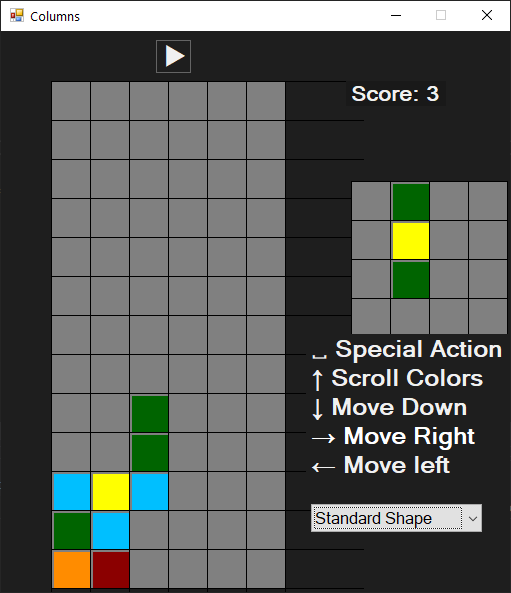 Columns
Score: 3
␣ Special Action
↑ Scroll Colors
↓ Move Down
→ Move Right
← Move left
Standard Shape